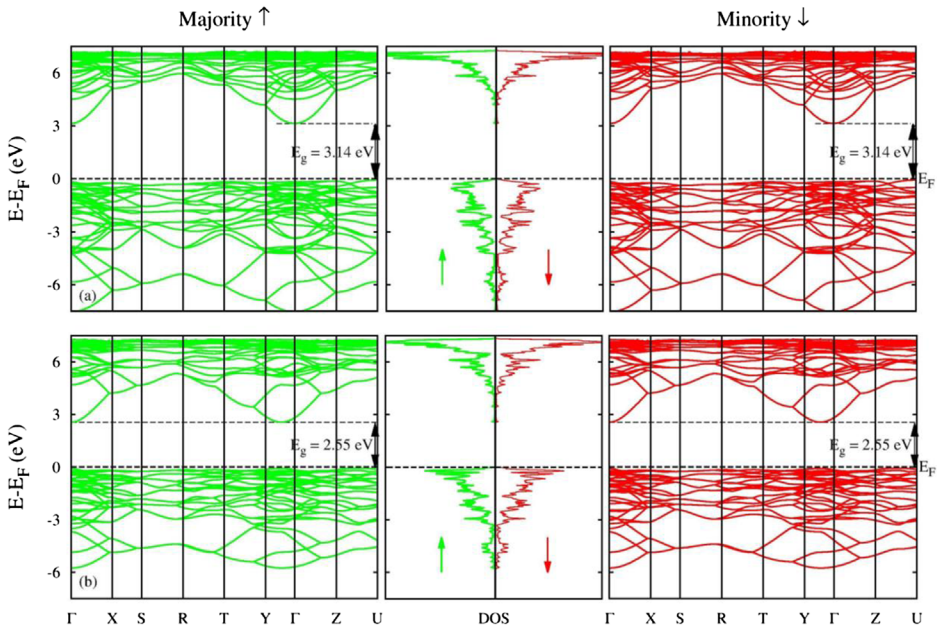 Majority ↑ Minority ↓
E-E_F (eV)
6
3
0
-3
-6
E_g = 3.14 eV
E_g = 3.14 eV
E_F
(a)
E-E_F (eV)
6
3
0
-3
-6
E_g = 2.55 eV
E_g = 2.55 eV
E_F
(b)
Γ X S R T Y Γ Z U DOS Γ X S R T Y Γ Z U